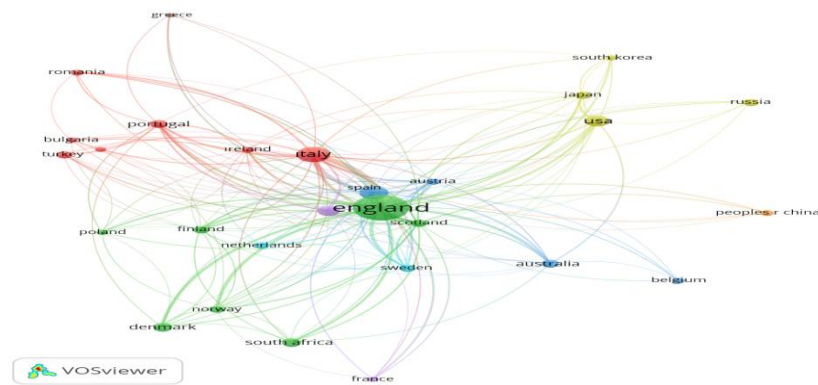 greece
south korea
romania
japan
russia
portugal
usa
bulgaria
ireland
italy
turkey
austria
spain
england
peoples r china
scotland
poland
finland
netherlands
australia
sweden
belgium
norway
denmark
south africa
france
VOSviewer